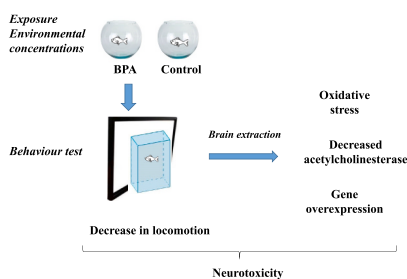 Exposure
Environmental
concentrations
BPA
Control
Oxidative
stress
Behaviour test
Brain extraction
Decreased
acetylcholinesterase
Gene
overexpression
Decrease in locomotion
Neurotoxicity